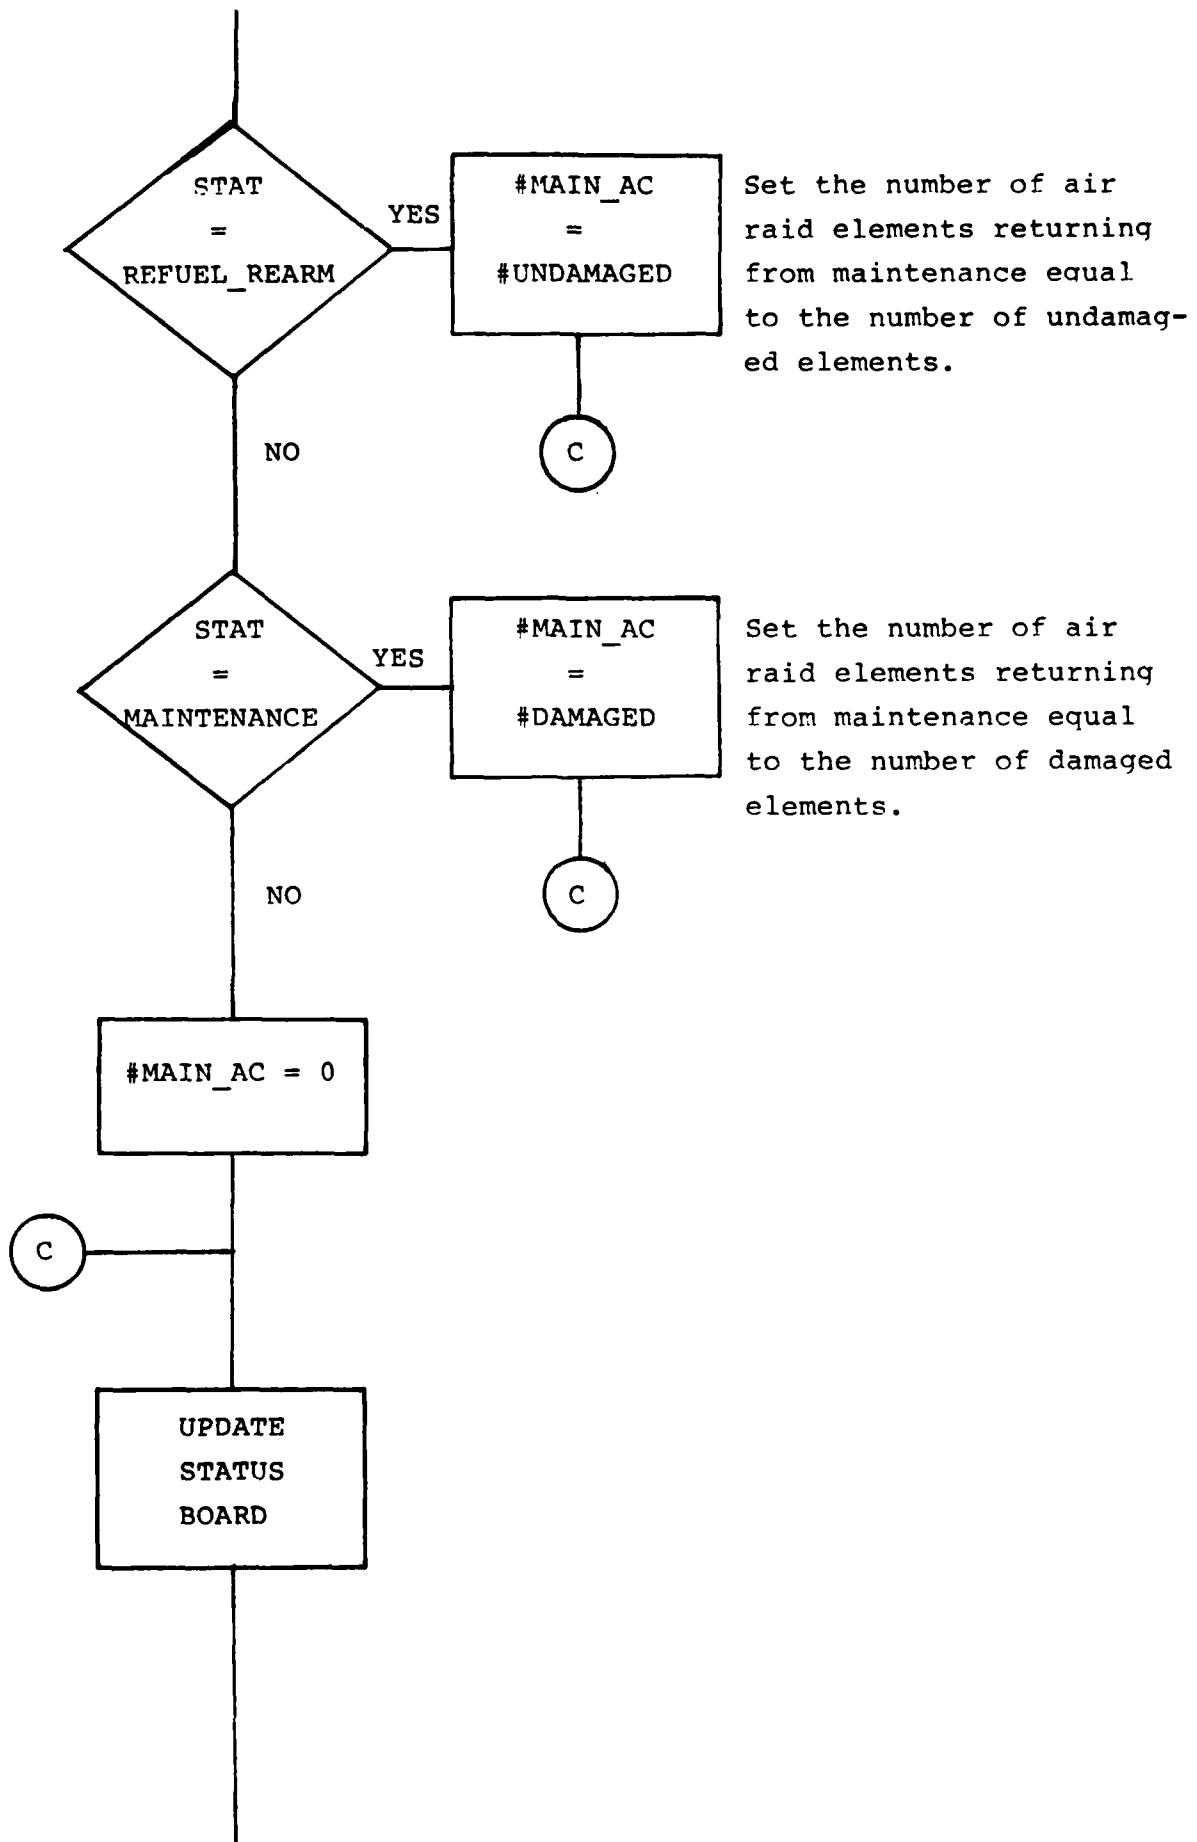 STAT
=
REFUEL_REARM
YES
#MAIN_AC
=
#UNDAMAGED
Set the number of air
raid elements returning
from maintenance equal
to the number of undamag-
ed elements.
C
NO
STAT
=
MAINTENANCE
YES
#MAIN_AC
=
#DAMAGED
Set the number of air
raid elements returning
from maintenance equal
to the number of damaged
elements.
C
NO
#MAIN_AC = 0
C
UPDATE
STATUS
BOARD